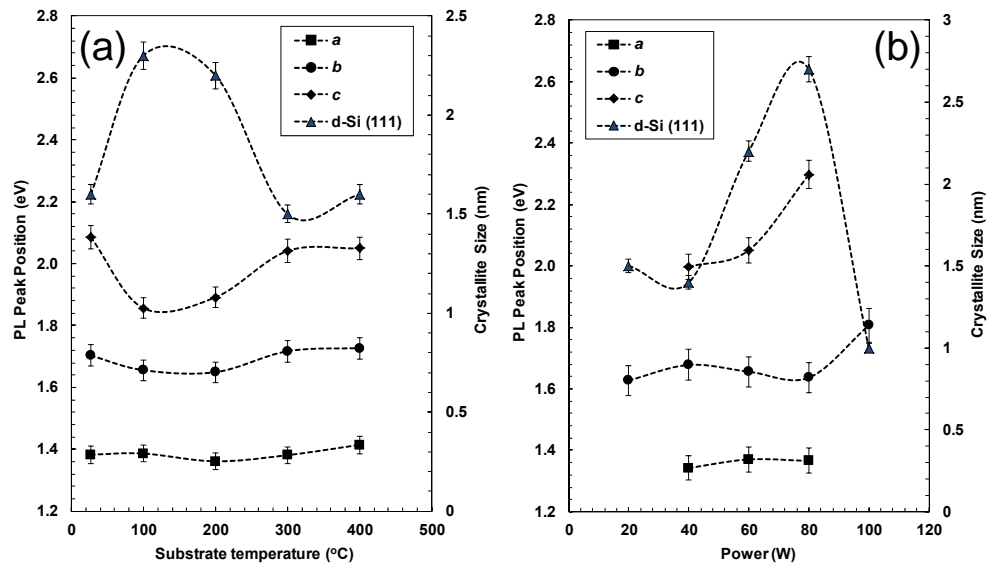 (a)
a
b
c
d-Si (111)
PL Peak Position (eV)
2.8
2.6
2.4
2.2
2.0
1.8
1.6
1.4
1.2
Crystallite Size (nm)
2.5
2
1.5
1
0.5
0
0
100
200
300
400
500
Substrate temperature (ºC)
(b)
a
b
c
d-Si (111)
PL Peak Position (eV)
2.8
2.6
2.4
2.2
2.0
1.8
1.6
1.4
1.2
Crystallite Size (nm)
3
2.5
2
1.5
1
0.5
0
0
20
40
60
80
100
120
Power (W)